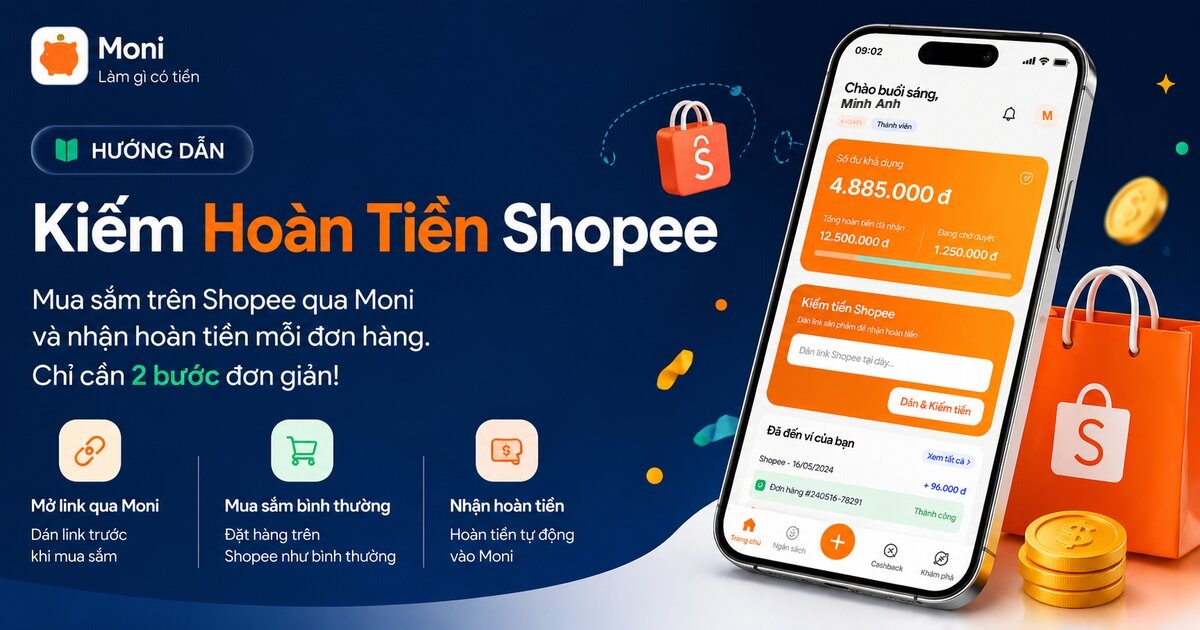 Moni
Làm gì có tiền
HƯỚNG DẪN
Kiếm Hoàn Tiền Shopee
Mua sắm trên Shopee qua Moni
và nhận hoàn tiền mỗi đơn hàng.
Chỉ cần 2 bước đơn giản!
Mở link qua Moni
Dán link trước
khi mua sắm
Mua sắm bình thường
Đặt hàng trên
Shopee như bình thường
Nhận hoàn tiền
Hoàn tiền tự động
vào Moni
09:02
Chào buổi sáng,
Minh Anh
Thành viên
M
Số dư khả dụng
4.885.000 đ
Tổng hoàn tiền đã nhận
12.500.000 đ
Đang chờ duyệt
1.250.000 đ
Kiếm tiền Shopee
Dán link sản phẩm để nhận hoàn tiền
Dán link Shopee tại đây...
Dán & Kiếm tiền
Đã đến ví của bạn
Xem tất cả >
Shopee - 16/05/2024
+ 96.000 đ
Đơn hàng #240516-78291
Thành công
Trang chủ
Ngân sách
Cashback
Khám phá
S
S